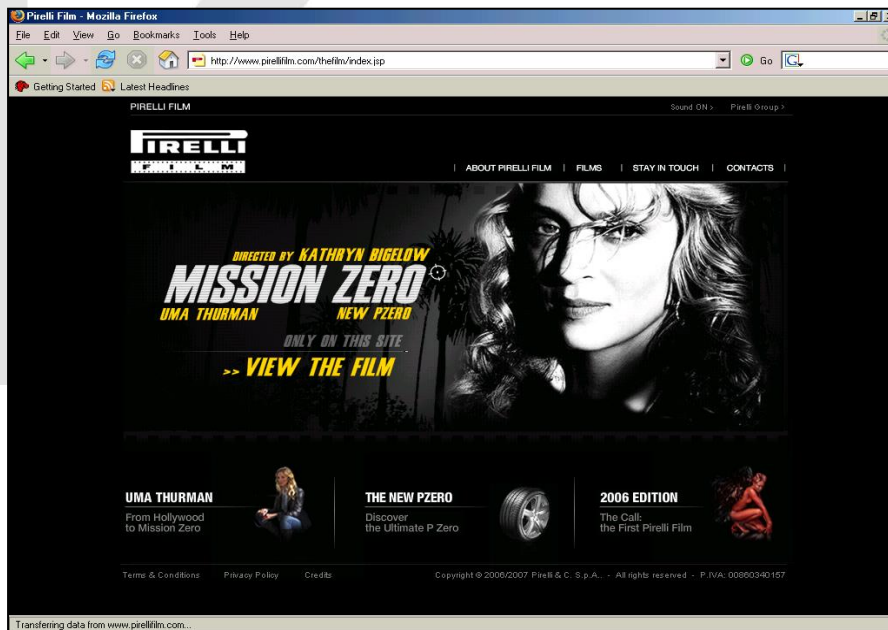 Pirelli Film - Mozilla Firefox
File Edit View Go Bookmarks Tools Help
http://www.pirellifilm.com/thefilm/index.jsp
Go
Getting Started Latest Headlines
PIRELLI FILM
Sound ON > Pirelli Group >
PIRELLI
FILM
| ABOUT PIRELLI FILM | FILMS | STAY IN TOUCH | CONTACTS |
DIRECTED BY KATHRYN BIGELOW
MISSION ZERO
UMA THURMAN NEW PZERO
ONLY ON THIS SITE
>> VIEW THE FILM
UMA THURMAN
From Hollywood
to Mission Zero
THE NEW PZERO
Discover
the Ultimate P Zero
2006 EDITION
The Call:
the First Pirelli Film
Terms & Conditions Privacy Policy Credits
Copyright © 2006/2007 Pirelli & C. S.p.A.. - All rights reserved - P.IVA: 00860340157
Transferring data from www.pirellifilm.com...